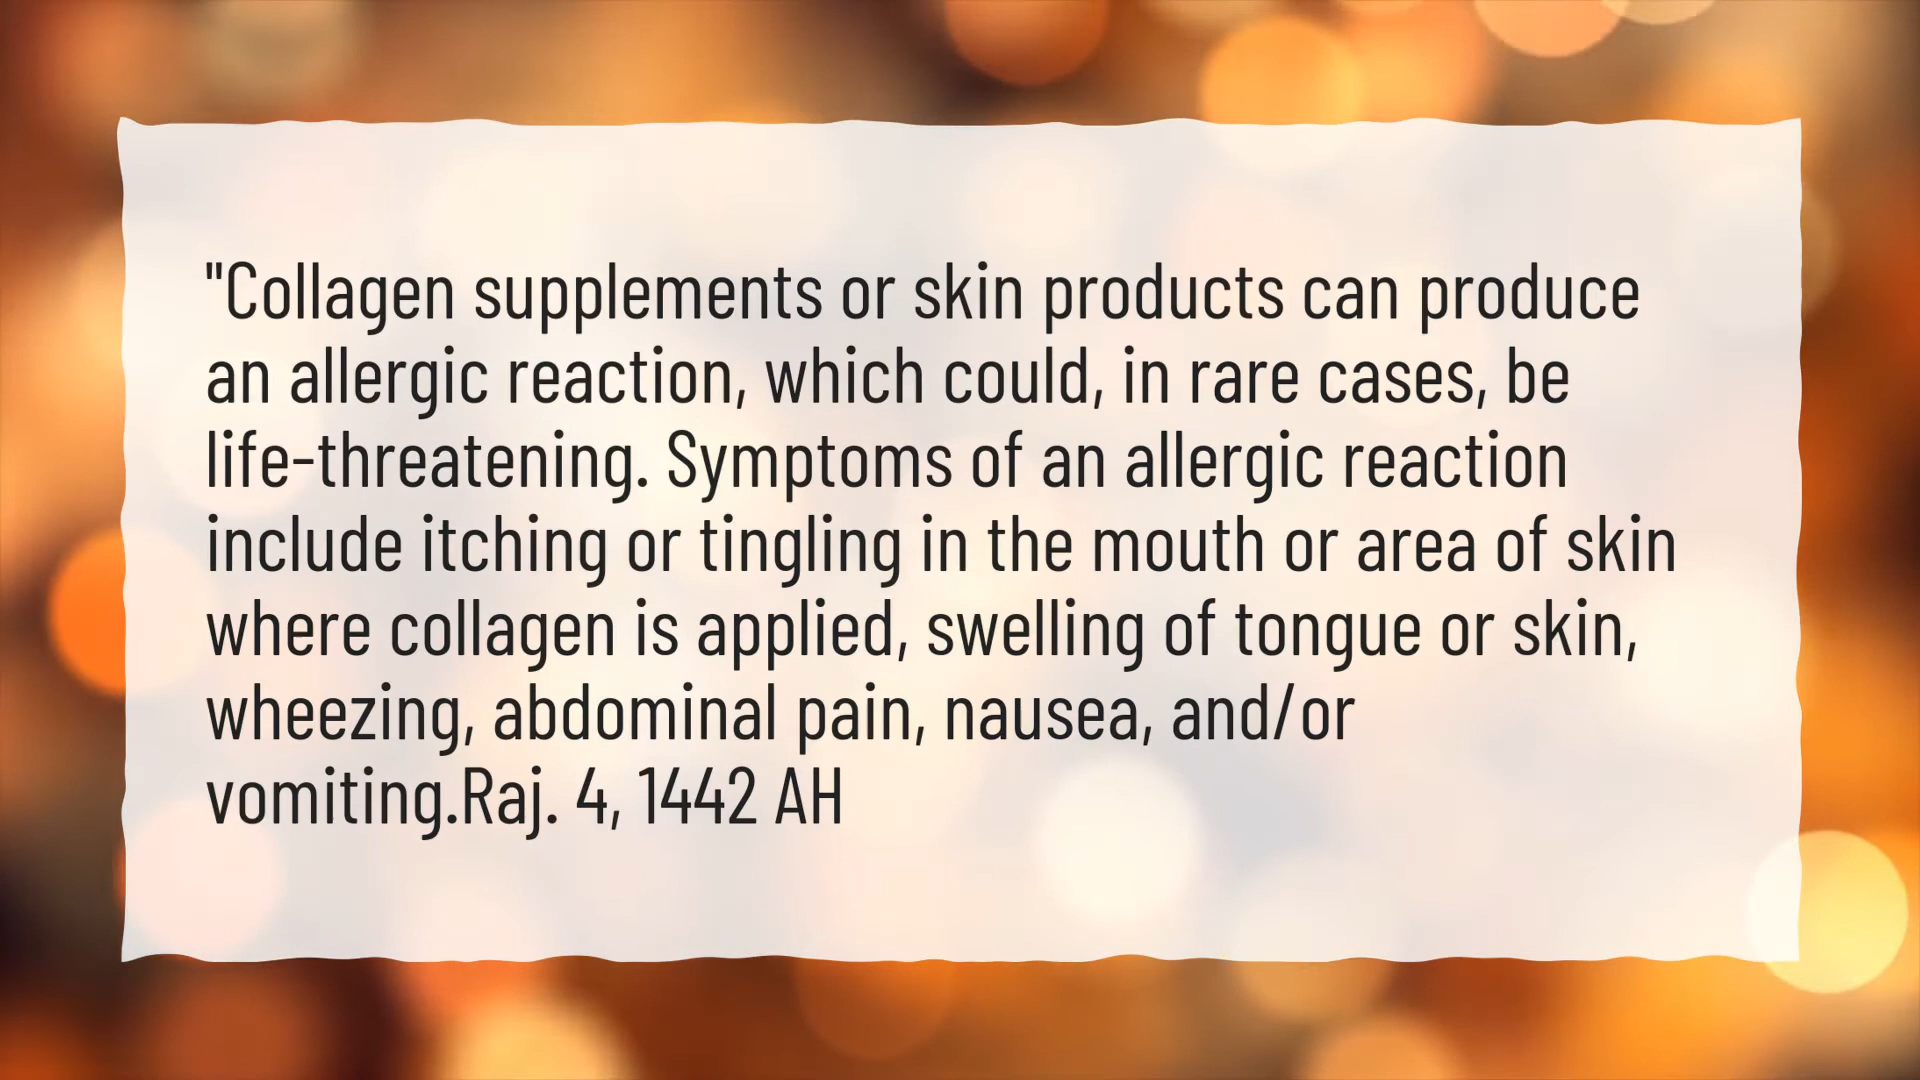 "Collagen supplements or skin products can produce
an allergic reaction, which could, in rare cases, be
life-threatening. Symptoms of an allergic reaction
include itching or tingling in the mouth or area of skin
where collagen is applied, swelling of tongue or skin,
wheezing, abdominal pain, nausea, and/or
vomiting.Raj. 4, 1442 AH